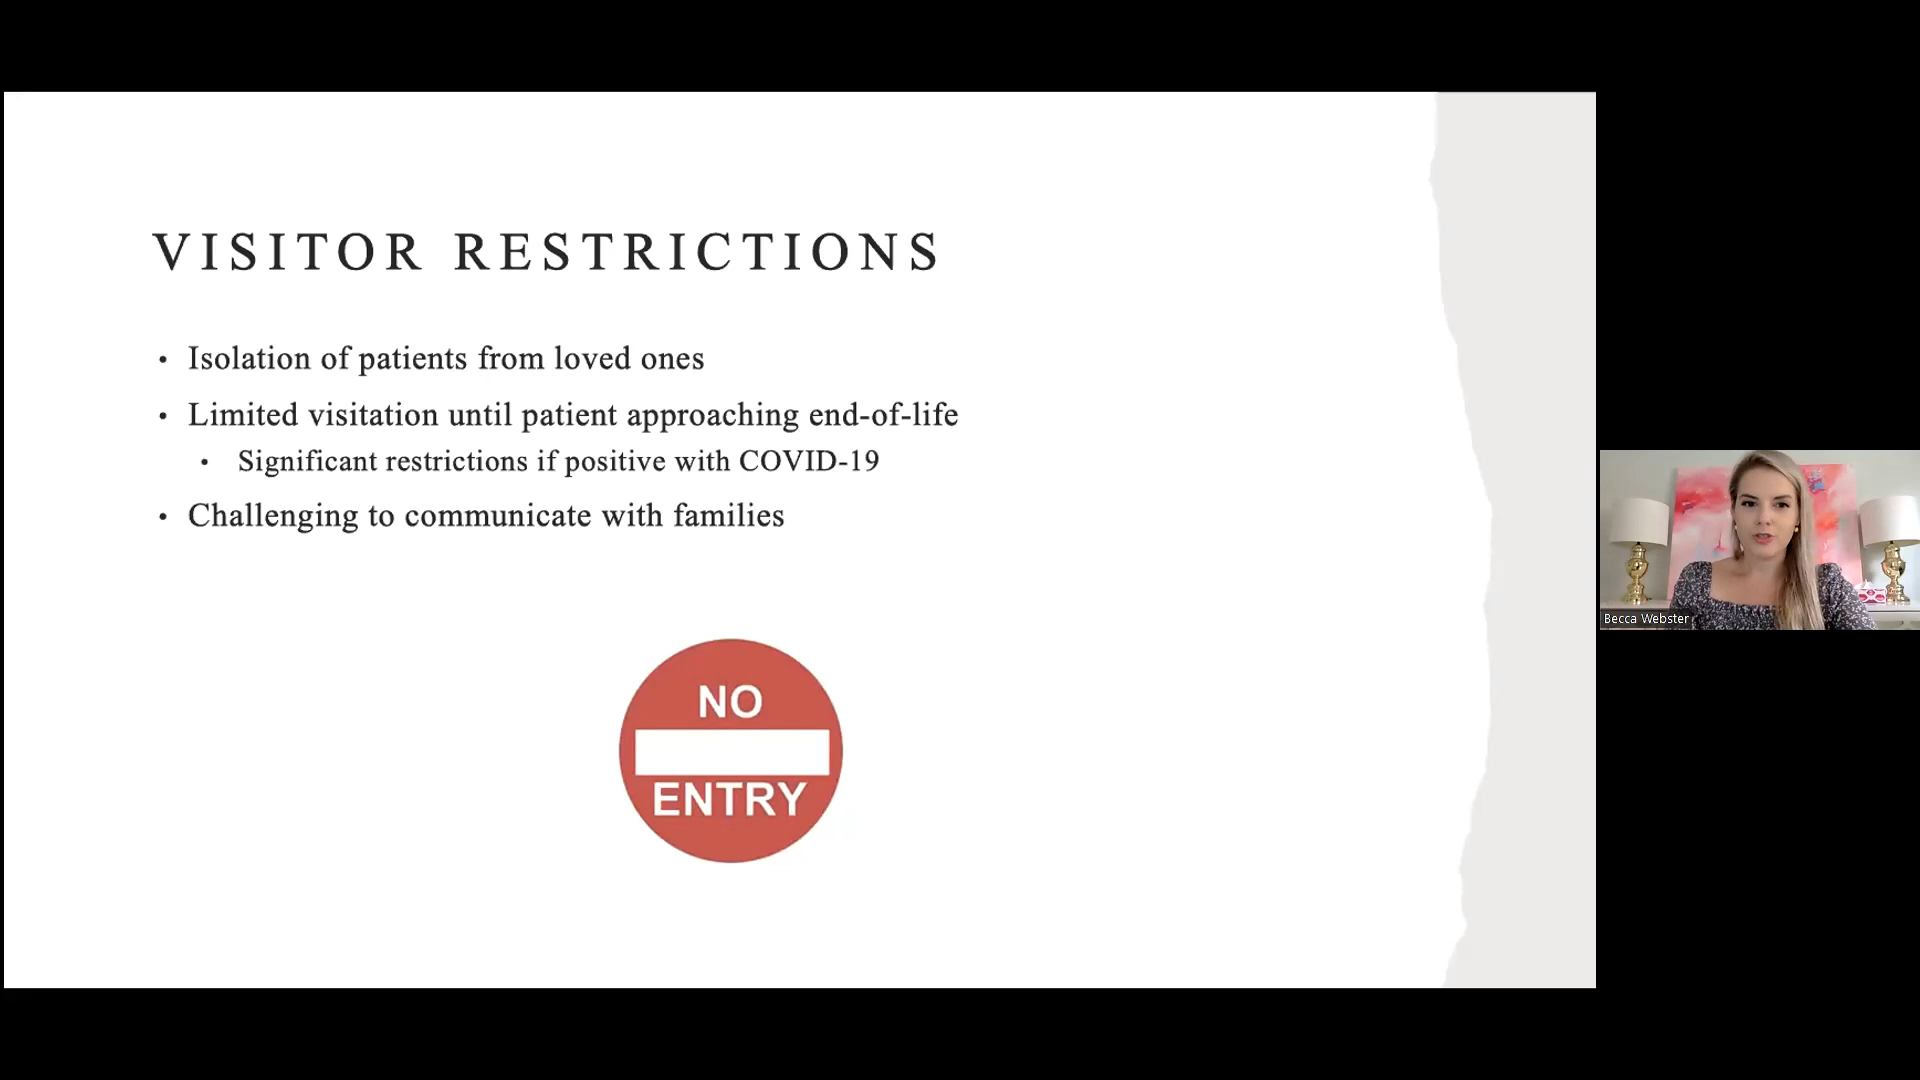 VISITOR RESTRICTIONS
• Isolation of patients from loved ones
• Limited visitation until patient approaching end-of-life
• Significant restrictions if positive with COVID-19
• Challenging to communicate with families
NO
ENTRY
Becca Webster